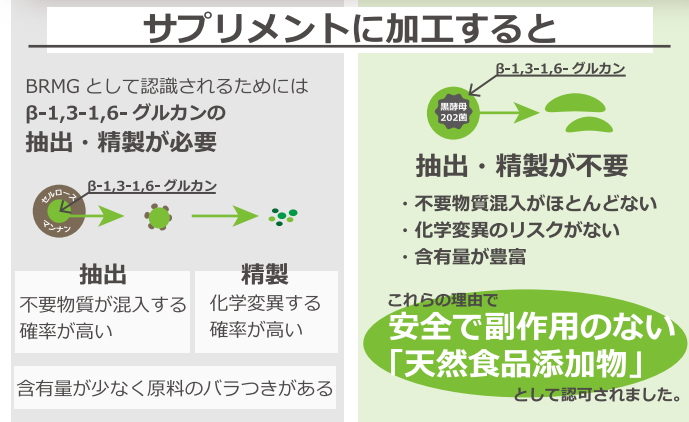 サプリメントに加工すると
BRMG として認識されるためには
β-1,3-1,6- グルカンの
抽出・精製が必要
β-1,3-1,6- グルカン
セルロース
マンナン
抽出
不要物質が混入する
確率が高い
精製
化学変異する
確率が高い
含有量が少なく原料のバラつきがある
β-1,3-1,6- グルカン
黒酵母
202菌
抽出・精製が不要
・不要物質混入がほとんどない
・化学変異のリスクがない
・含有量が豊富
これらの理由で
安全で副作用のない
「天然食品添加物」
として認可されました。